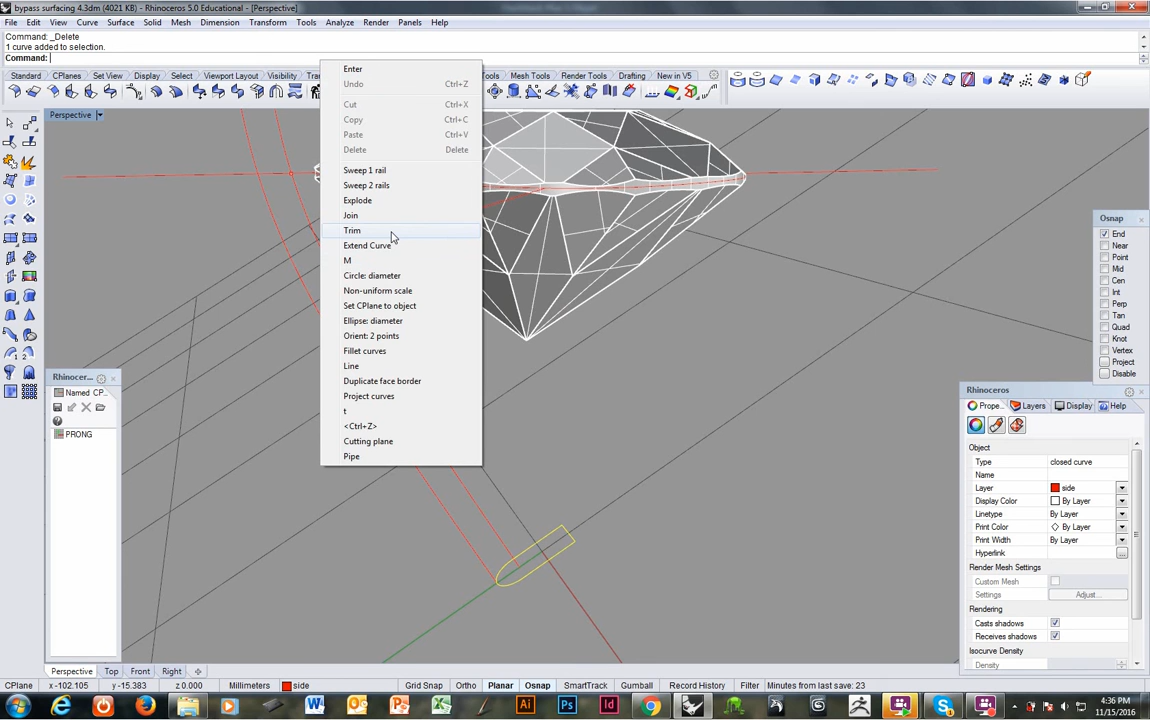 bypass surfacing 4.3dm (4021 KB) - Rhinoceros 5.0 Educational - [Perspective]
File Edit View Curve Surface Solid Mesh Dimension Transform Tools Analyze Render Panels Help
Command: _Delete
1 curve added to selection.
Command:
Standard CPlanes Set View Display Select Viewport Layout Visibility Tools Mesh Tools Render Tools Drafting New in V5
Perspective
Enter
Undo Ctrl+Z
Cut Ctrl+X
Copy Ctrl+C
Paste Ctrl+V
Delete Delete
Sweep 1 rail
Sweep 2 rails
Explode
Join
Trim
Extend Curve
M
Circle: diameter
Non-uniform scale
Set CPlane to object
Ellipse: diameter
Orient: 2 points
Fillet curves
Line
Duplicate face border
Project curves
t
<Ctrl+Z>
Cutting plane
Pipe
Osnap
End
Near
Point
Mid
Cen
Int
Perp
Tan
Quad
Knot
Vertex
Project
Disable
Rhinocer...
Named CP...
PRONG
Rhinoceros
Prope... Layers Display Help
Object
Type closed curve
Name
Layer side
Display Color By Layer
Linetype By Layer
Print Color By Layer
Print Width By Layer
Hyperlink
Render Mesh Settings
Custom Mesh
Settings Adjust...
Rendering
Casts shadows
Receives shadows
Isocurve Density
Density
Perspective Top Front Right
CPlane x -102.105 y -15.383 z 0.000 Millimeters side Grid Snap Ortho Planar Osnap SmartTrack Gumball Record History Filter Minutes from last save: 23
4:36 PM
11/15/2016